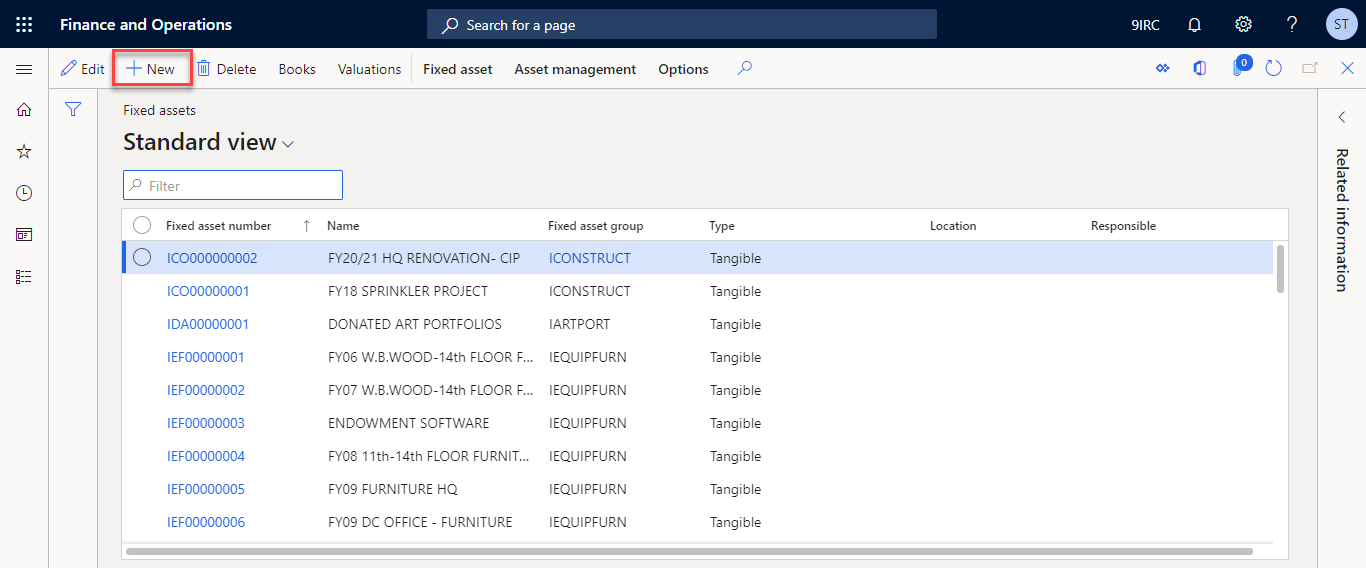 Finance and Operations Search for a page 9IRC ? ST
Edit New Delete Books Valuations Fixed asset Asset management Options 0
Fixed assets
Standard view
Filter
Fixed asset number ↑ Name Fixed asset group Type Location Responsible
ICO000000002 FY20/21 HQ RENOVATION- CIP ICONSTRUCT Tangible
ICO00000001 FY18 SPRINKLER PROJECT ICONSTRUCT Tangible
IDA00000001 DONATED ART PORTFOLIOS IARTPORT Tangible
IEF00000001 FY06 W.B.WOOD-14th FLOOR F... IEQUIPFURN Tangible
IEF00000002 FY07 W.B.WOOD-14th FLOOR F... IEQUIPFURN Tangible
IEF00000003 ENDOWMENT SOFTWARE IEQUIPFURN Tangible
IEF00000004 FY08 11th-14th FLOOR FURNIT... IEQUIPFURN Tangible
IEF00000005 FY09 FURNITURE HQ IEQUIPFURN Tangible
IEF00000006 FY09 DC OFFICE - FURNITURE IEQUIPFURN Tangible
Related information